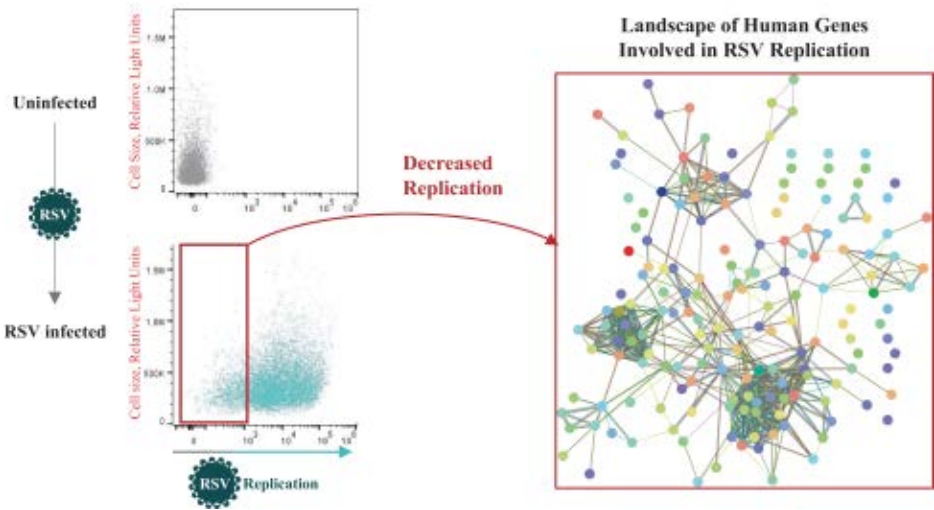 Landscape of Human Genes
Involved in RSV Replication
Uninfected
RSV
RSV infected
Cell Size, Relative Light Units
1.5M
1.0M
500K
0
0
10³
10⁴
10⁵
10⁶
Decreased
Replication
Cell size, Relative Light Units
1.5M
1.0M
500K
0
0
10³
10⁴
10⁵
10⁶
RSV
Replication